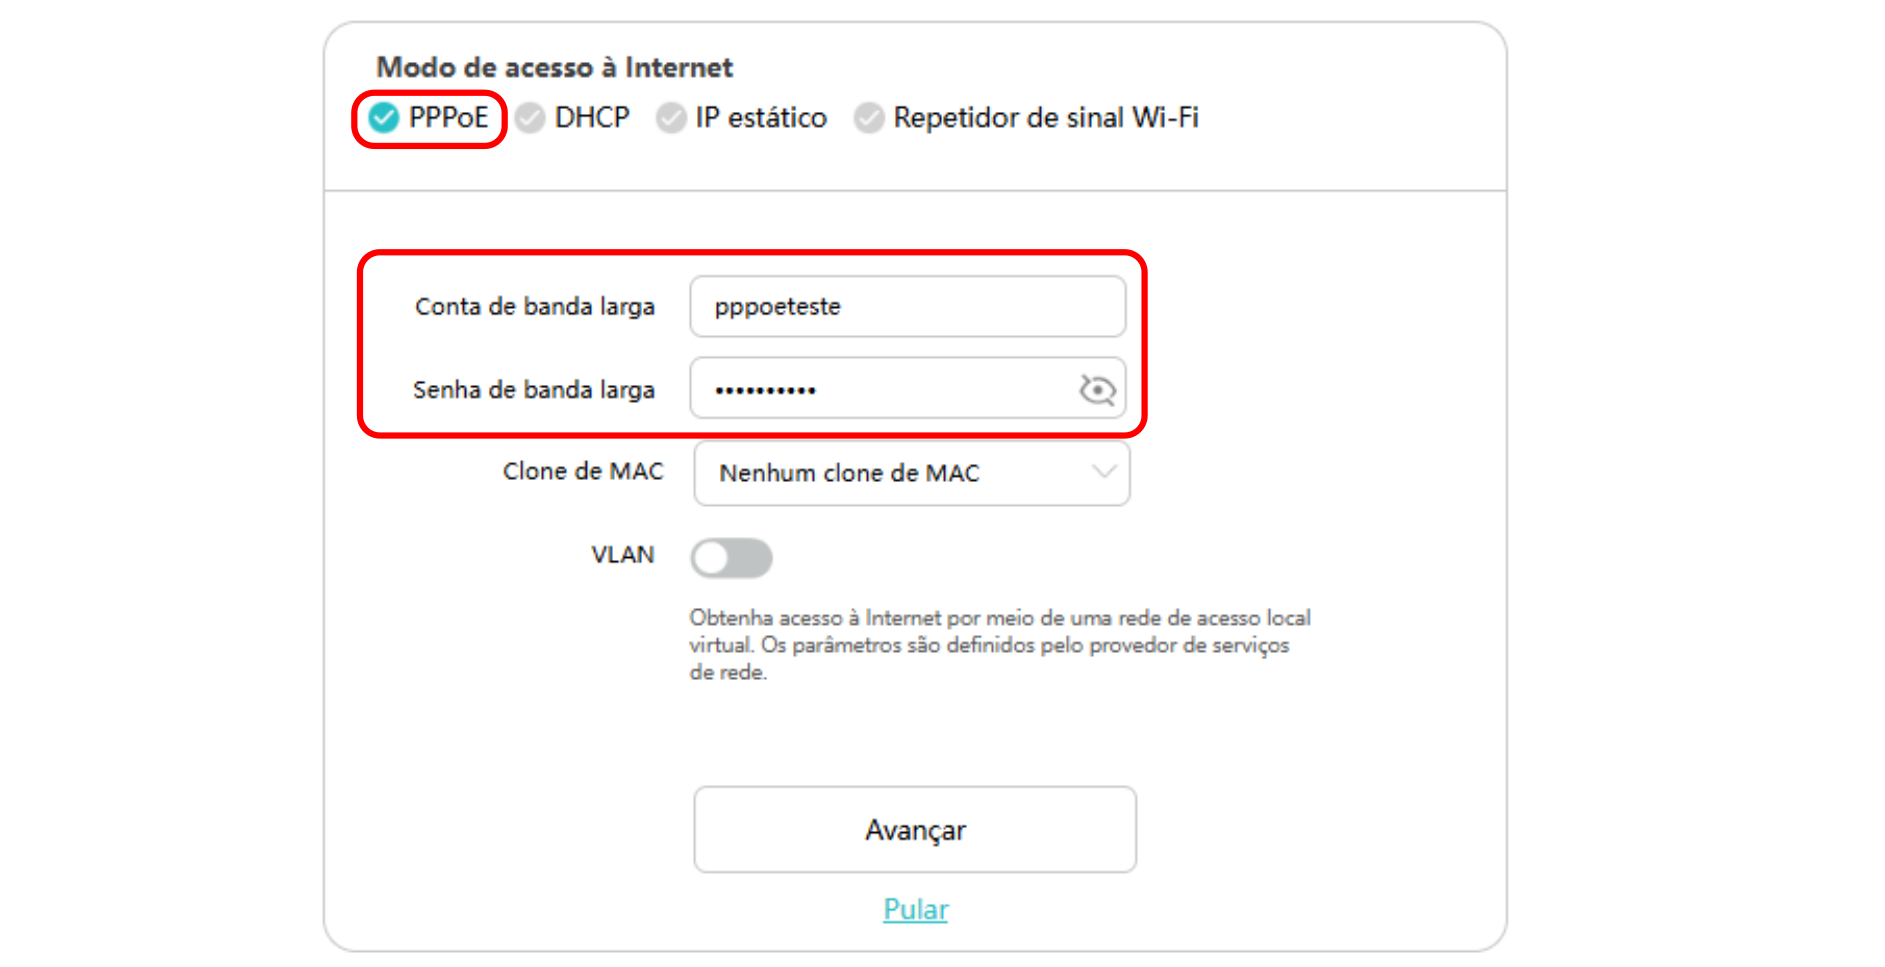 Modo de acesso à Internet
PPPoE DHCP IP estático Repetidor de sinal Wi-Fi
Conta de banda larga pppoeteste
Senha de banda larga ••••••••••
Clone de MAC Nenhum clone de MAC
VLAN
Obtenha acesso à Internet por meio de uma rede de acesso local
virtual. Os parâmetros são definidos pelo provedor de serviços
de rede.
Avançar
Pular